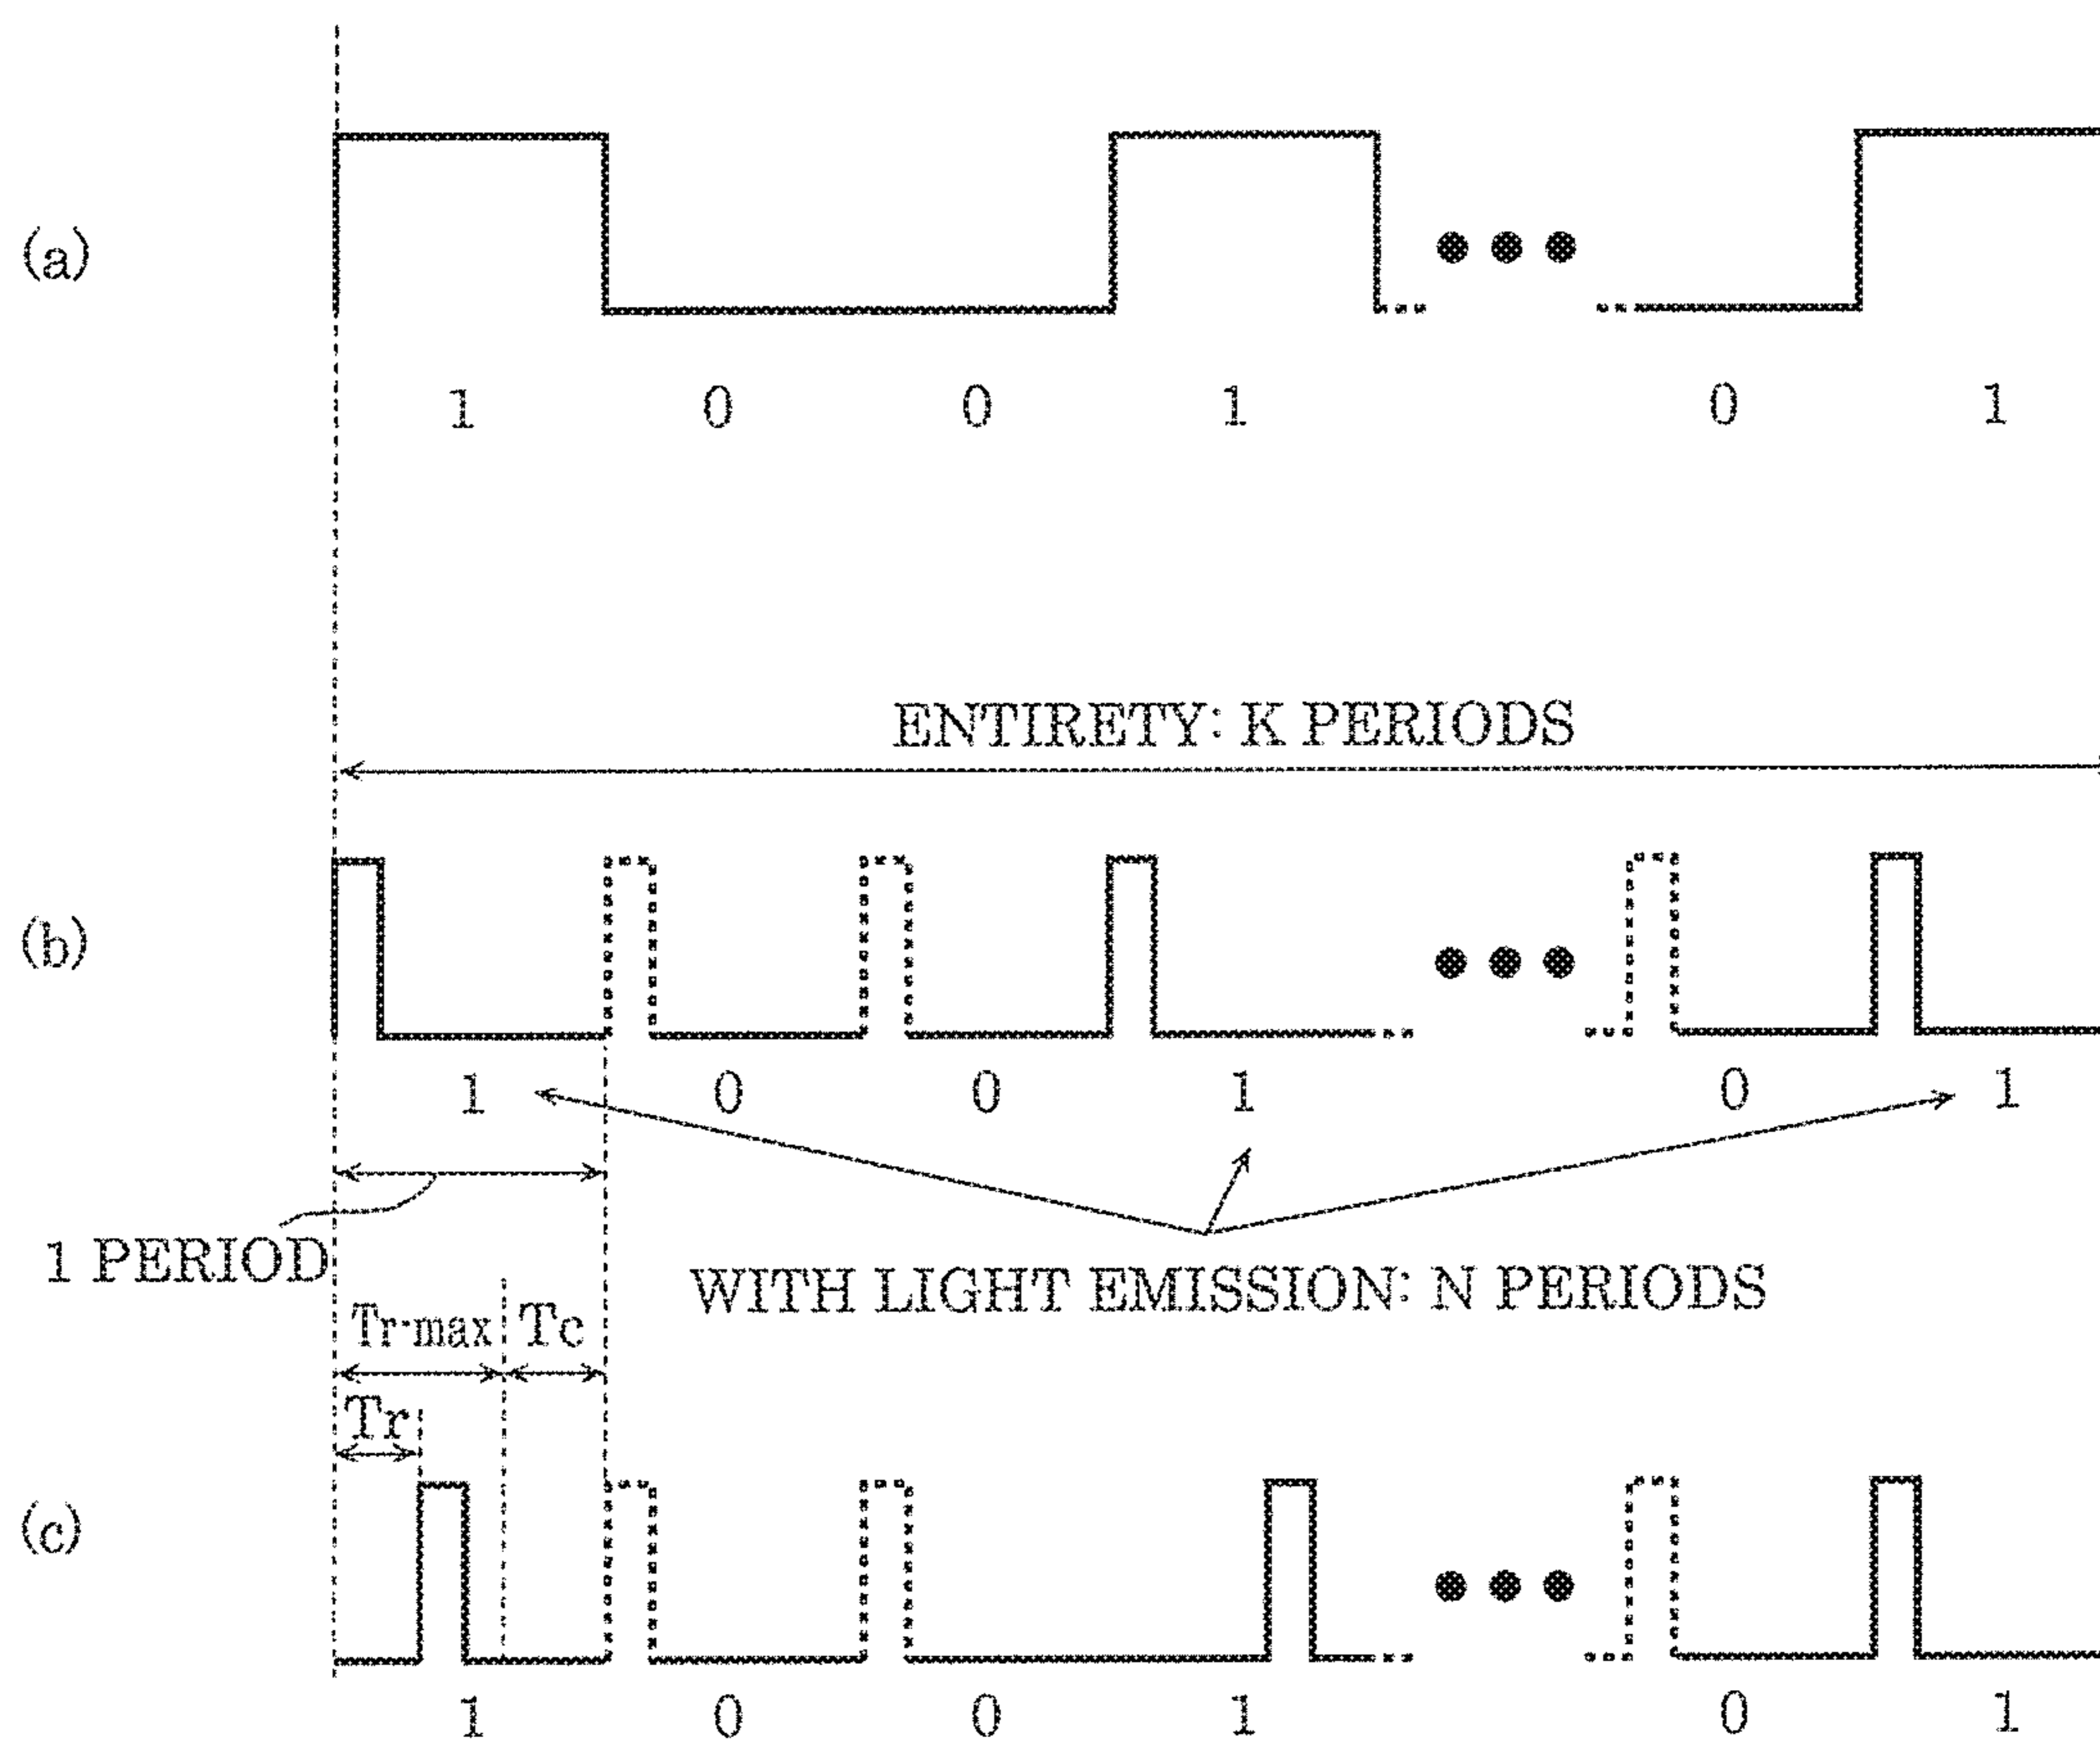 (a)
1 0 0 1 0 1
ENTIRETY: K PERIODS
(b)
1 0 0 1 0 1
1 PERIOD
WITH LIGHT EMISSION: N PERIODS
Tr-max Tc
Tr
(c)
1 0 0 1 0 1